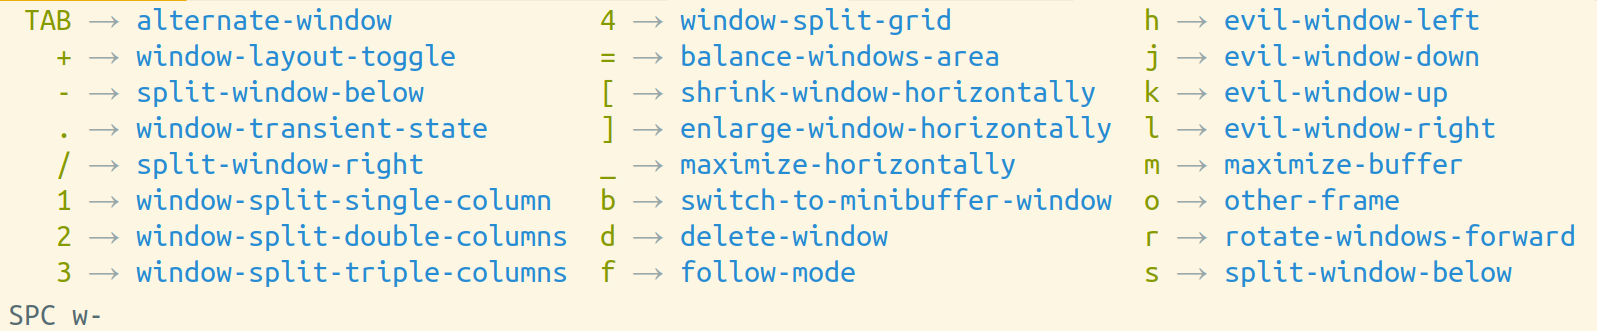 TAB → alternate-window 4 → window-split-grid h → evil-window-left
+ → window-layout-toggle = → balance-windows-area j → evil-window-down
- → split-window-below [ → shrink-window-horizontally k → evil-window-up
. → window-transient-state ] → enlarge-window-horizontally l → evil-window-right
/ → split-window-right _ → maximize-horizontally m → maximize-buffer
1 → window-split-single-column b → switch-to-minibuffer-window o → other-frame
2 → window-split-double-columns d → delete-window r → rotate-windows-forward
3 → window-split-triple-columns f → follow-mode s → split-window-below
SPC w-